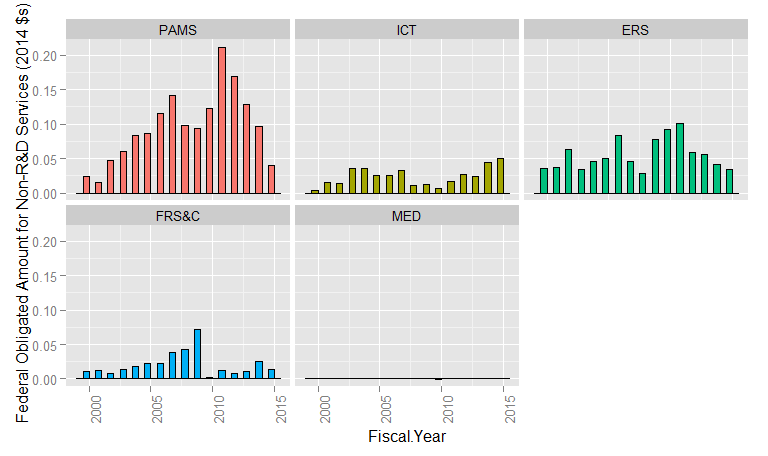 Federal Obligated Amount for Non-R&D Services (2014 $s)
PAMS
ICT
ERS
0.20
0.15
0.10
0.05
0.00
FRS&C
MED
0.20
0.15
0.10
0.05
0.00
2000
2005
2010
2015
2000
2005
2010
2015
Fiscal.Year